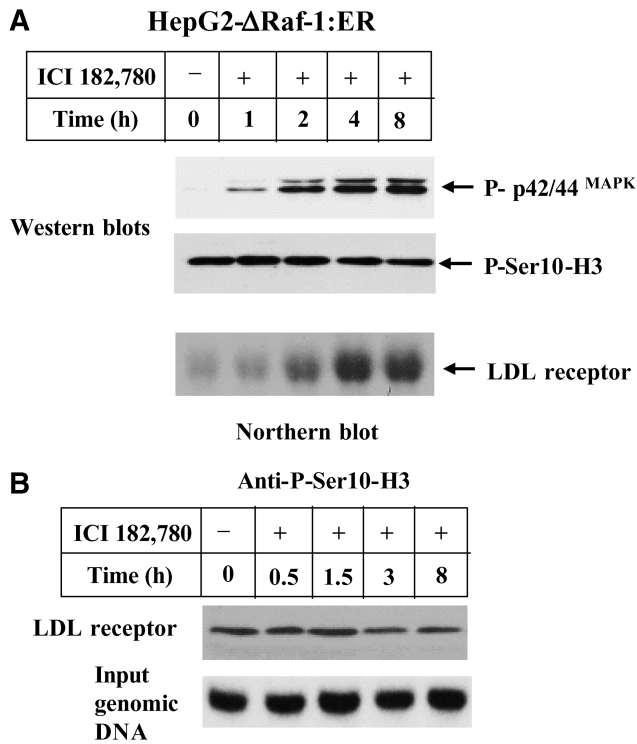 A
HepG2-ΔRaf-1:ER
ICI 182,780 − + + + +
Time (h) 0 1 2 4 8
P- p42/44 MAPK
Western blots
P-Ser10-H3
LDL receptor
Northern blot
B
Anti-P-Ser10-H3
ICI 182,780 − + + + +
Time (h) 0 0.5 1.5 3 8
LDL receptor
Input
genomic
DNA